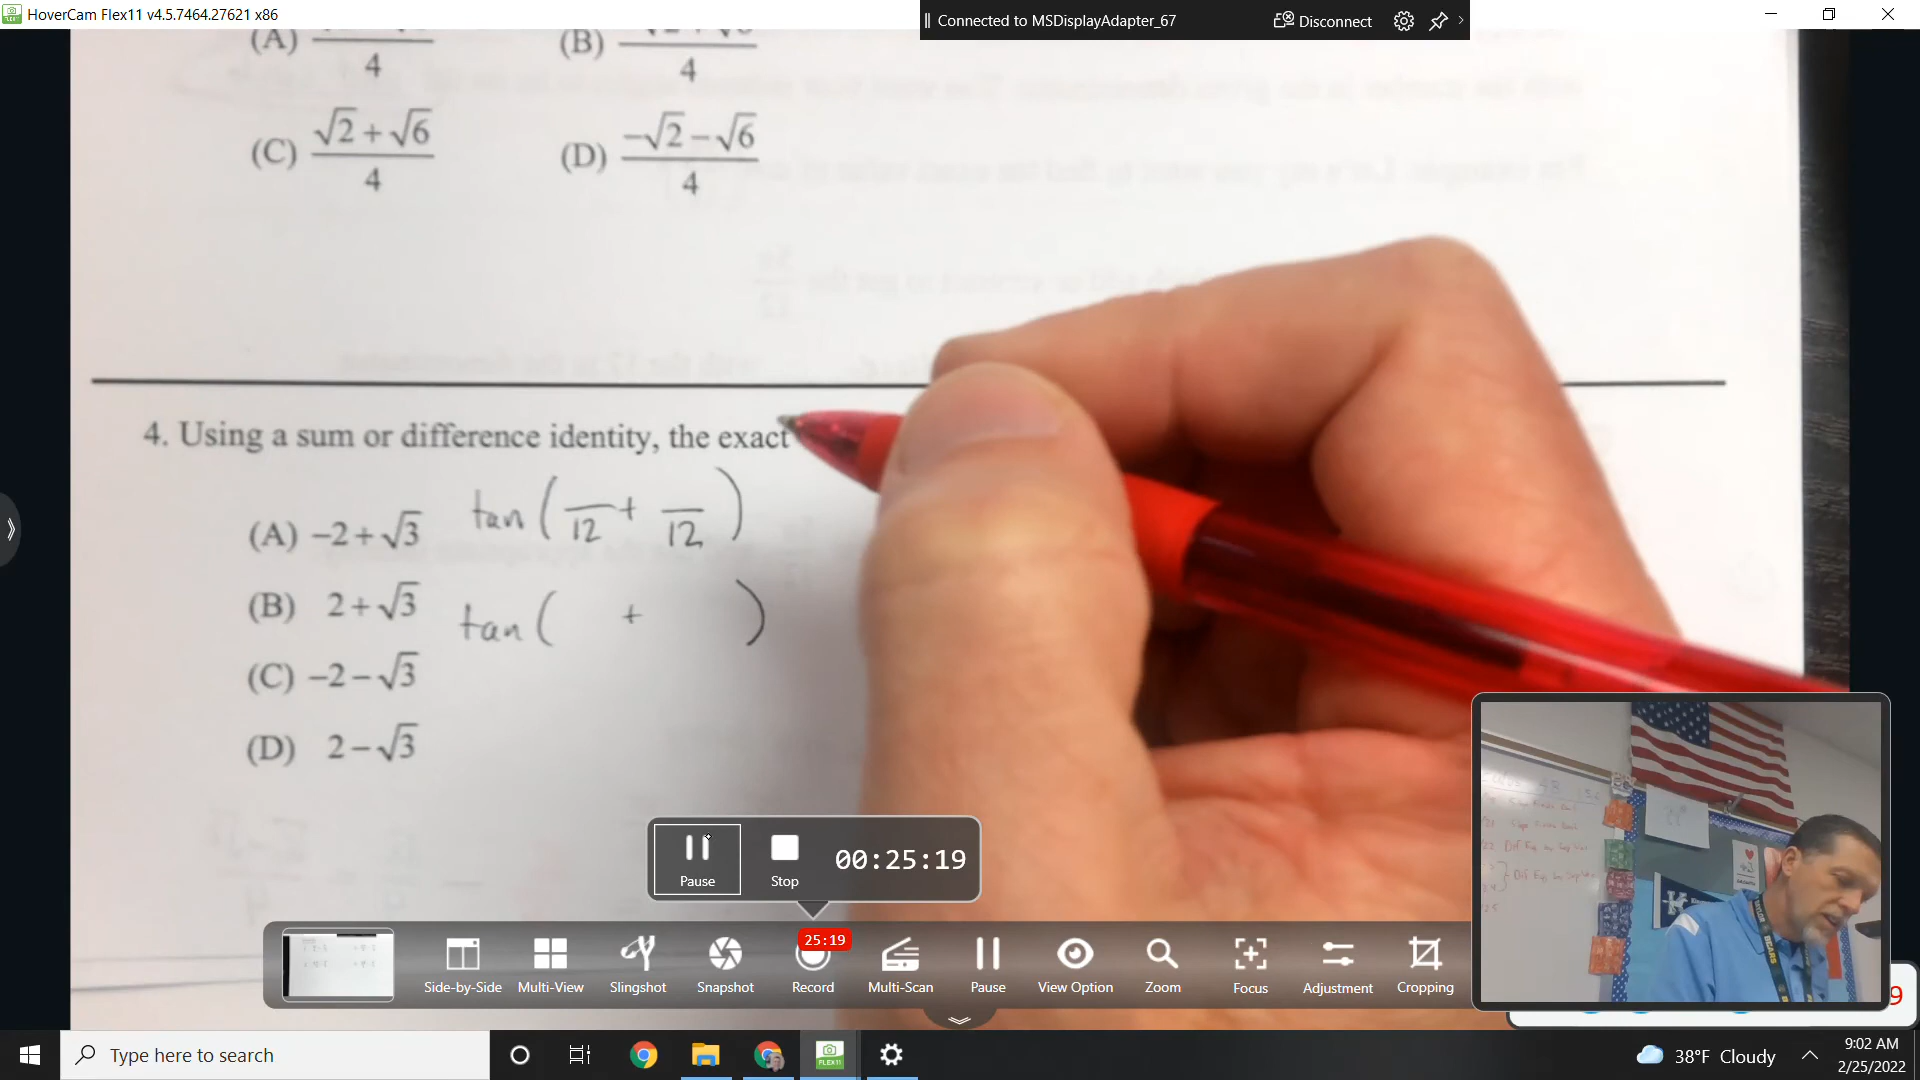 HoverCam Flex11 v4.5.7464.27621 x86
Connected to MSDisplayAdapter_67
Disconnect
(A) 4
(B) 4
(C) √2 + √6 / 4
(D) −√2 − √6 / 4
4. Using a sum or difference identity, the exact
(A) −2 + √3
tan ( /12 + /12 )
(B) 2 + √3
tan ( + )
(C) −2 − √3
(D) 2 − √3
Pause
Stop
00:25:19
25:19
Side-by-Side
Multi-View
Slingshot
Snapshot
Record
Multi-Scan
Pause
View Option
Zoom
Focus
Adjustment
Cropping
9
FLEX11
Type here to search
38°F Cloudy
9:02 AM
2/25/2022